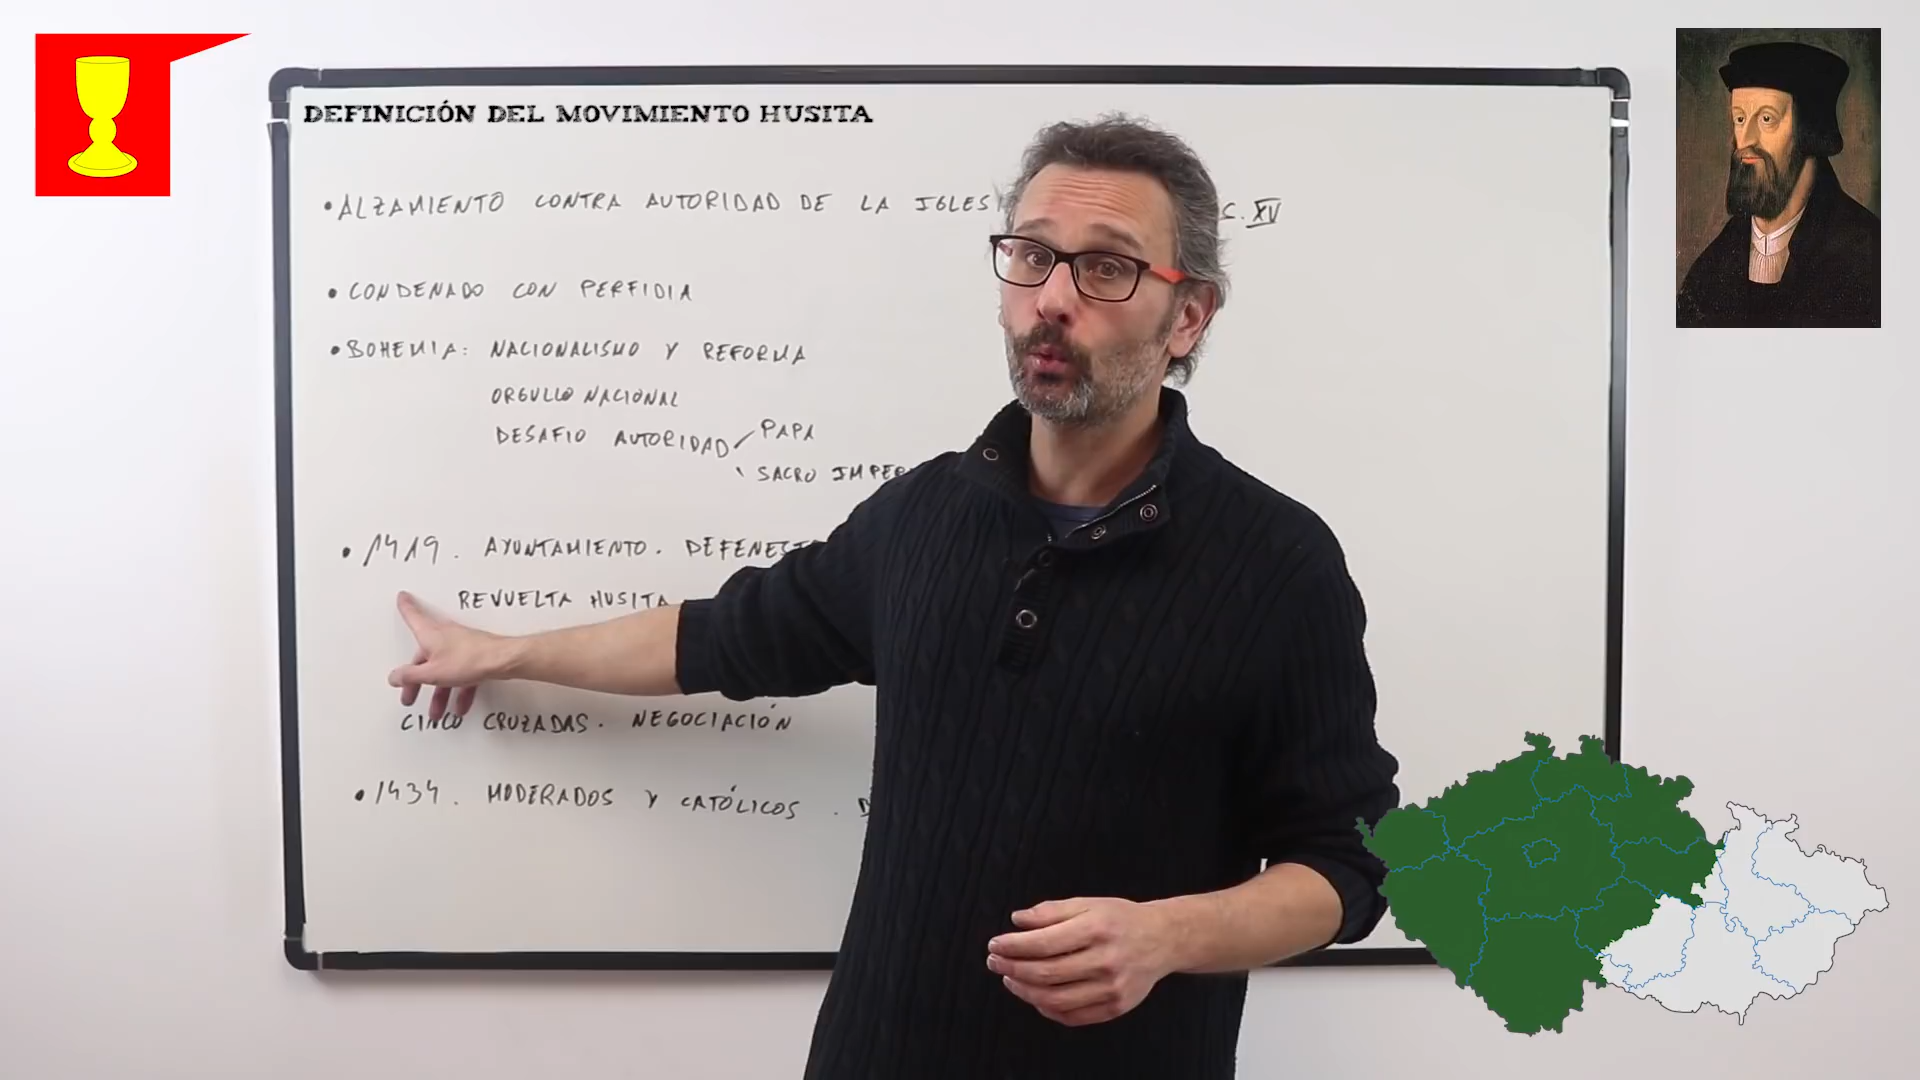 DEFINICIÓN DEL MOVIMIENTO HUSITA
• ALZAMIENTO CONTRA AUTORIDAD DE LA S. XV
• CONDENADO CON PERFIDIA
• BOHEMIA: NACIONALISMO Y REFORMA
ORGULLO NACIONAL
DESAFIO AUTORIDAD PAPA
SACRO
• 1419. AYUNTAMIENTO.
REVUELTA HUSITA
CINCO CRUZADAS. NEGOCIACIÓN
• 1434. MODERADOS Y CATÓLICOS.